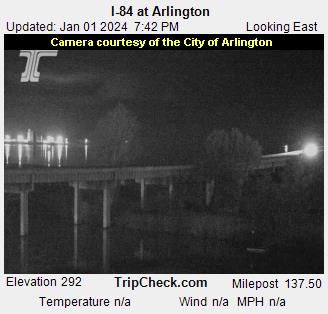 I-84 at Arlington
Updated: Jan 01 2024 7:42 PM Looking East
Camera courtesy of the City of Arlington
Elevation 292 TripCheck.com Milepost 137.50
Temperature n/a Wind n/a MPH n/a